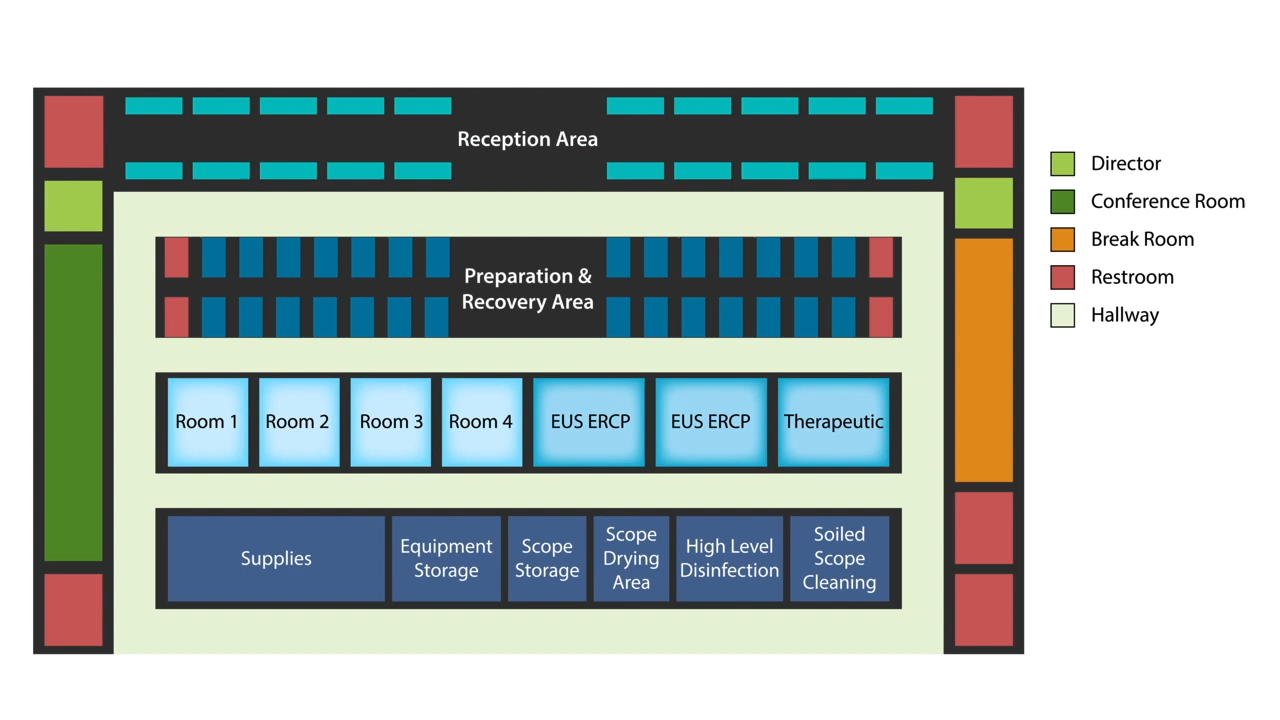 Reception Area
Director
Conference Room
Break Room
Restroom
Hallway
Preparation &
Recovery Area
Room 1
Room 2
Room 3
Room 4
EUS ERCP
EUS ERCP
Therapeutic
Supplies
Equipment
Storage
Scope
Storage
Scope
Drying
Area
High Level
Disinfection
Soiled
Scope
Cleaning